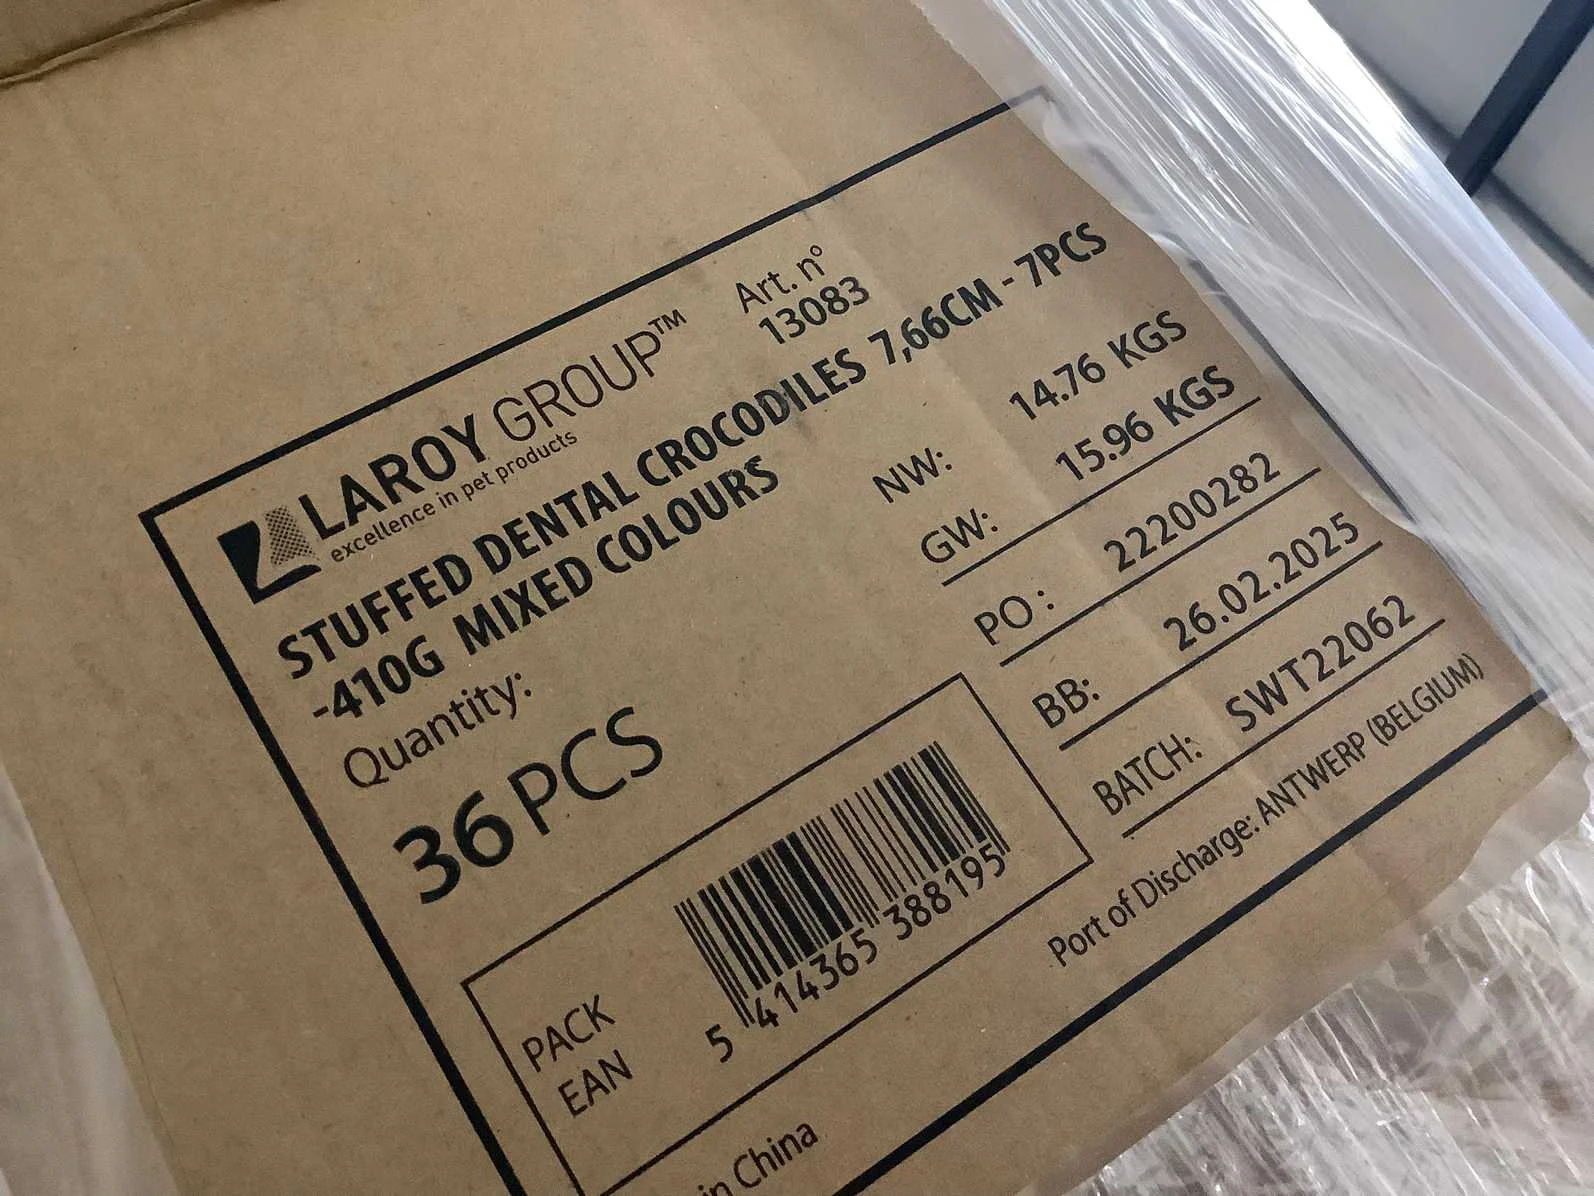 LAROY GROUP™
excellence in pet products
Art. n°
13083
STUFFED DENTAL CROCODILES 7,66CM - 7PCS
-410G MIXED COLOURS
Quantity:
36 PCS
NW: 14.76 KGS
GW: 15.96 KGS
PO : 22200282
BB: 26.02.2025
BATCH: SWT22062
PACK
EAN
5 414365 388195
Port of Discharge: ANTWERP (BELGIUM)
in China